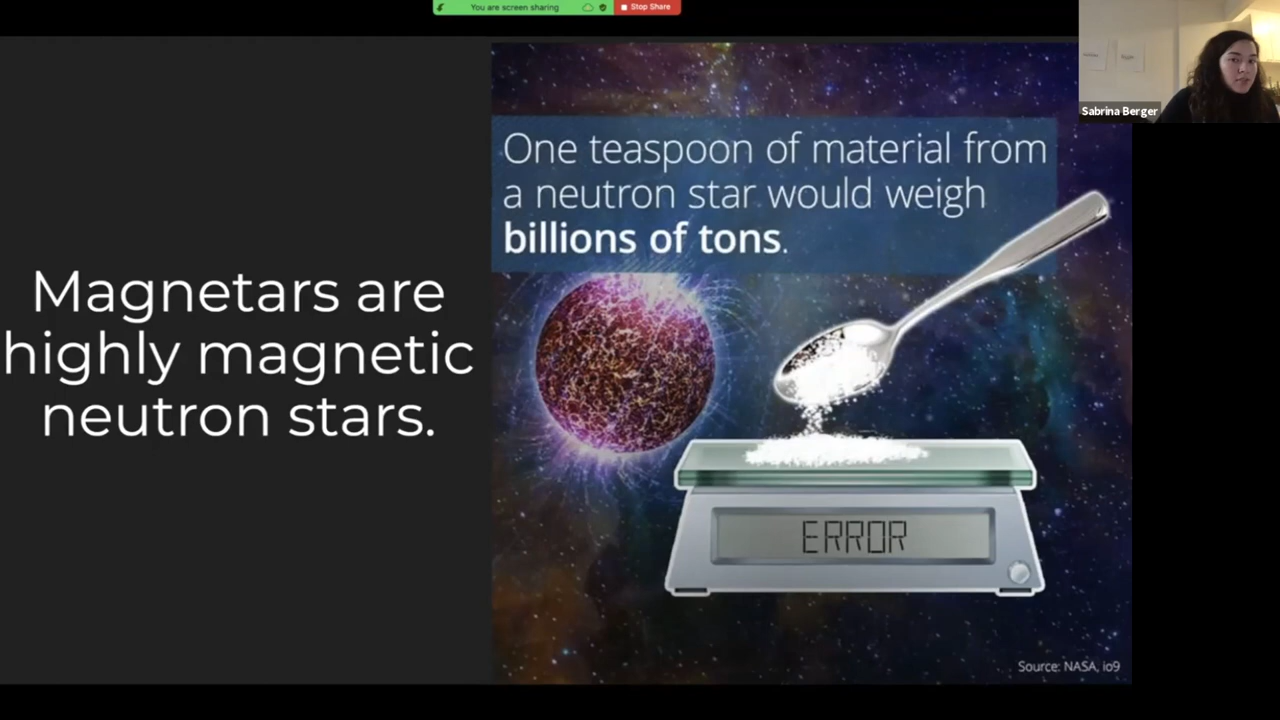 You are screen sharing
Stop Share
Sabrina Berger
Magnetars are
highly magnetic
neutron stars.
One teaspoon of material from
a neutron star would weigh
billions of tons.
ERROR
Source: NASA, io9